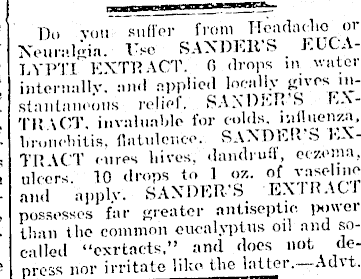 Do you suffer from Headache or
Neuralgia. Use SANDER'S EUCA-
LYPTI EXTRACT. 6 drops in water
internally, and applied locally gives in-
stantaneous relief. SANDER'S EX-
TRACT, invaluable for colds, influenza,
bronchitis, flatulence. SANDER'S EX-
TRACT cures hives, dandruff, eczema,
ulcers. 10 drops to 1 oz. of vaseline
and apply. SANDER'S EXTRACT
possesses far greater antiseptic power
than the common eucalyptus oil and so-
called "exrtacts," and does not de-
press nor irritate like the latter.—Advt.